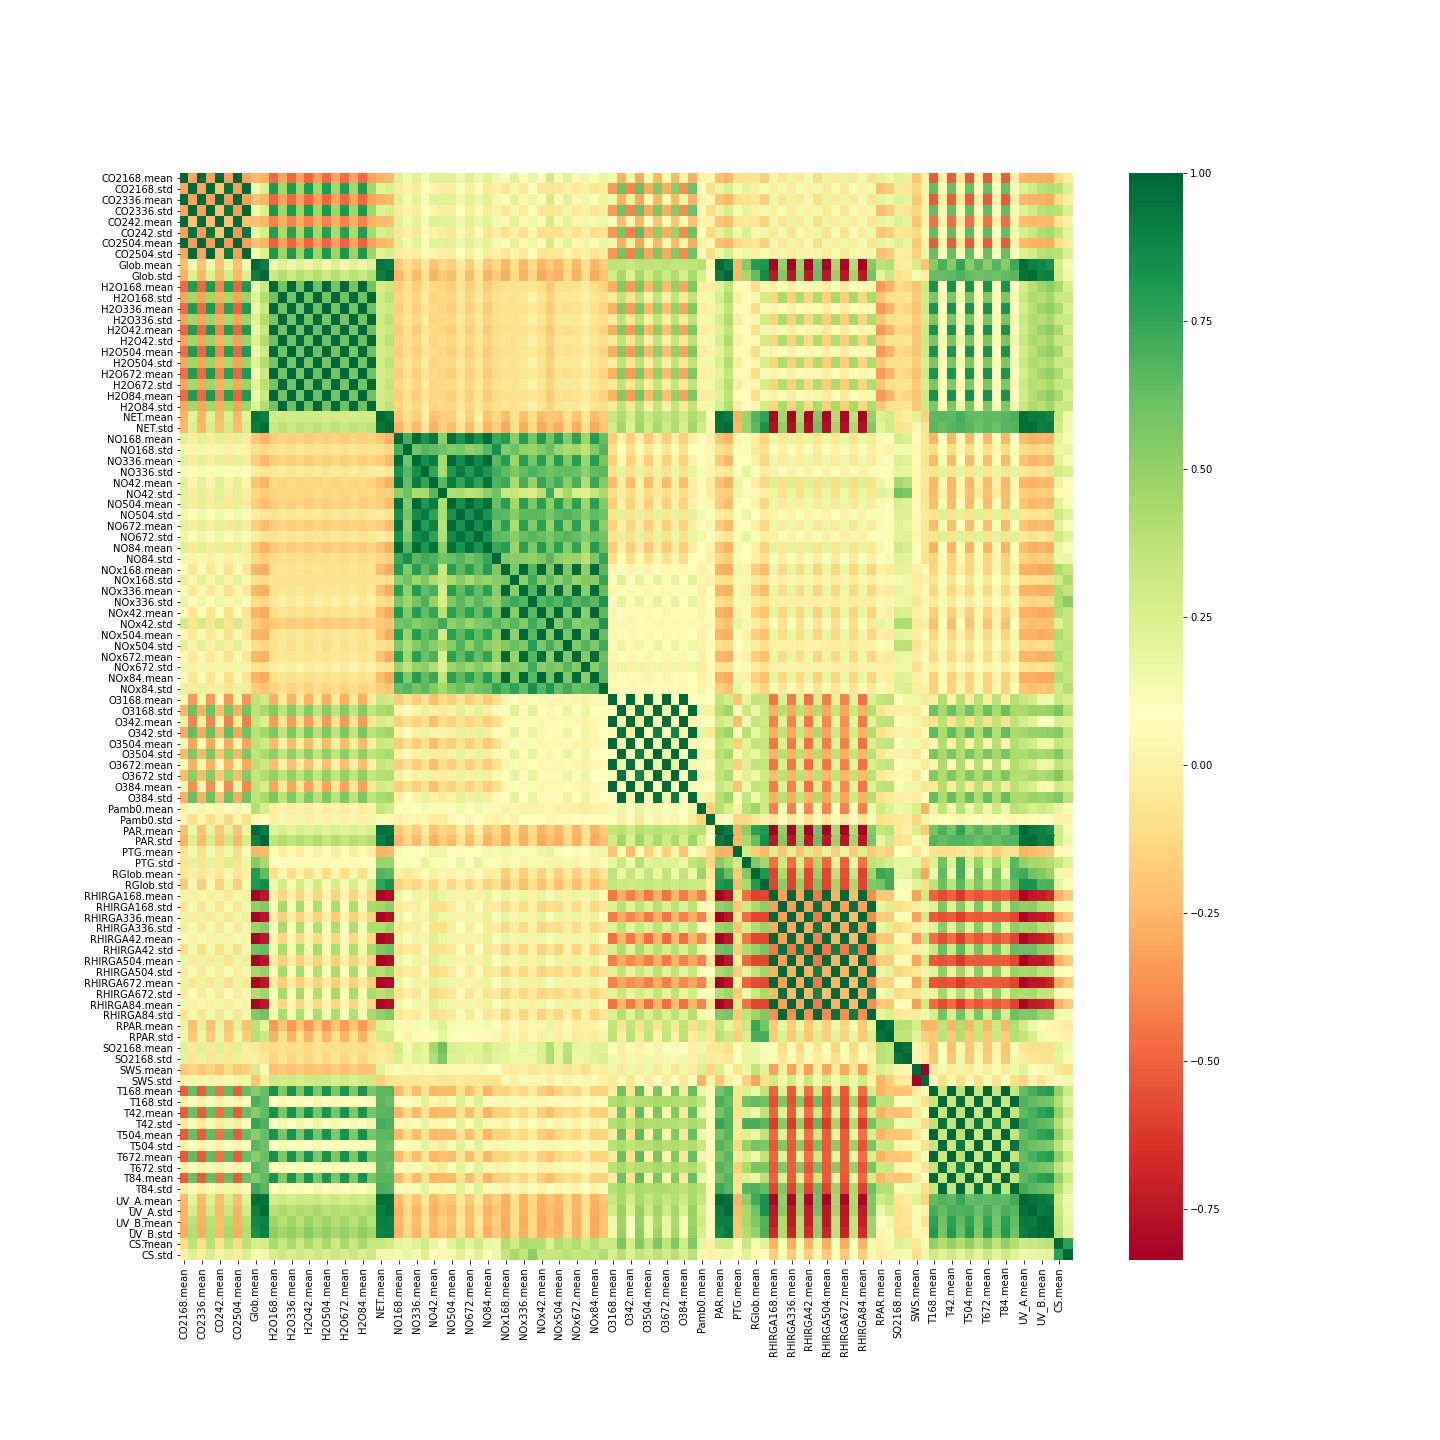 CO2168.mean
CO2168.std
CO2336.mean
CO2336.std
CO242.mean
CO242.std
CO2504.mean
CO2504.std
Glob.mean
Glob.std
H2O168.mean
H2O168.std
H2O336.mean
H2O336.std
H2O42.mean
H2O42.std
H2O504.mean
H2O504.std
H2O672.mean
H2O672.std
H2O84.mean
H2O84.std
NET.mean
NET.std
NO168.mean
NO168.std
NO336.mean
NO336.std
NO42.mean
NO42.std
NO504.mean
NO504.std
NO672.mean
NO672.std
NO84.mean
NO84.std
NOx168.mean
NOx168.std
NOx336.mean
NOx336.std
NOx42.mean
NOx42.std
NOx504.mean
NOx504.std
NOx672.mean
NOx672.std
NOx84.mean
NOx84.std
O3168.mean
O3168.std
O342.mean
O342.std
O3504.mean
O3504.std
O3672.mean
O3672.std
O384.mean
O384.std
Pamb0.mean
Pamb0.std
PAR.mean
PAR.std
PTG.mean
PTG.std
RGlob.mean
RGlob.std
RHIRGA168.mean
RHIRGA168.std
RHIRGA336.mean
RHIRGA336.std
RHIRGA42.mean
RHIRGA42.std
RHIRGA504.mean
RHIRGA504.std
RHIRGA672.mean
RHIRGA672.std
RHIRGA84.mean
RHIRGA84.std
RPAR.mean
RPAR.std
SO2168.mean
SO2168.std
SWS.mean
SWS.std
T168.mean
T168.std
T42.mean
T42.std
T504.mean
T504.std
T672.mean
T672.std
T84.mean
T84.std
UV_A.mean
UV_A.std
UV_B.mean
UV_B.std
CS.mean
CS.std
CO2168.mean
CO2336.mean
CO242.mean
CO2504.mean
Glob.mean
H2O168.mean
H2O336.mean
H2O42.mean
H2O504.mean
H2O672.mean
H2O84.mean
NET.mean
NO168.mean
NO336.mean
NO42.mean
NO504.mean
NO672.mean
NO84.mean
NOx168.mean
NOx336.mean
NOx42.mean
NOx504.mean
NOx672.mean
NOx84.mean
O3168.mean
O342.mean
O3504.mean
O3672.mean
O384.mean
Pamb0.mean
PAR.mean
PTG.mean
RGlob.mean
RHIRGA168.mean
RHIRGA336.mean
RHIRGA42.mean
RHIRGA504.mean
RHIRGA672.mean
RHIRGA84.mean
RPAR.mean
SO2168.mean
SWS.mean
T168.mean
T42.mean
T504.mean
T672.mean
T84.mean
UV_A.mean
UV_B.mean
CS.mean
1.00
0.75
0.50
0.25
0.00
−0.25
−0.50
−0.75